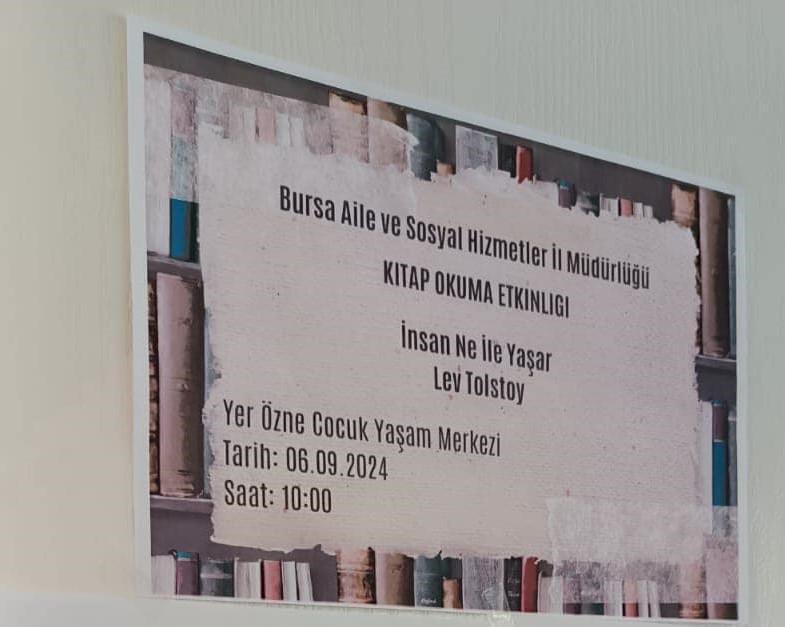 Bursa Aile ve Sosyal Hizmetler İl Müdürlüğü
KITAP OKUMA ETKINLIGI
İnsan Ne İle Yaşar
Lev Tolstoy
Yer Özne Cocuk Yaşam Merkezi
Tarih: 06.09.2024
Saat: 10:00